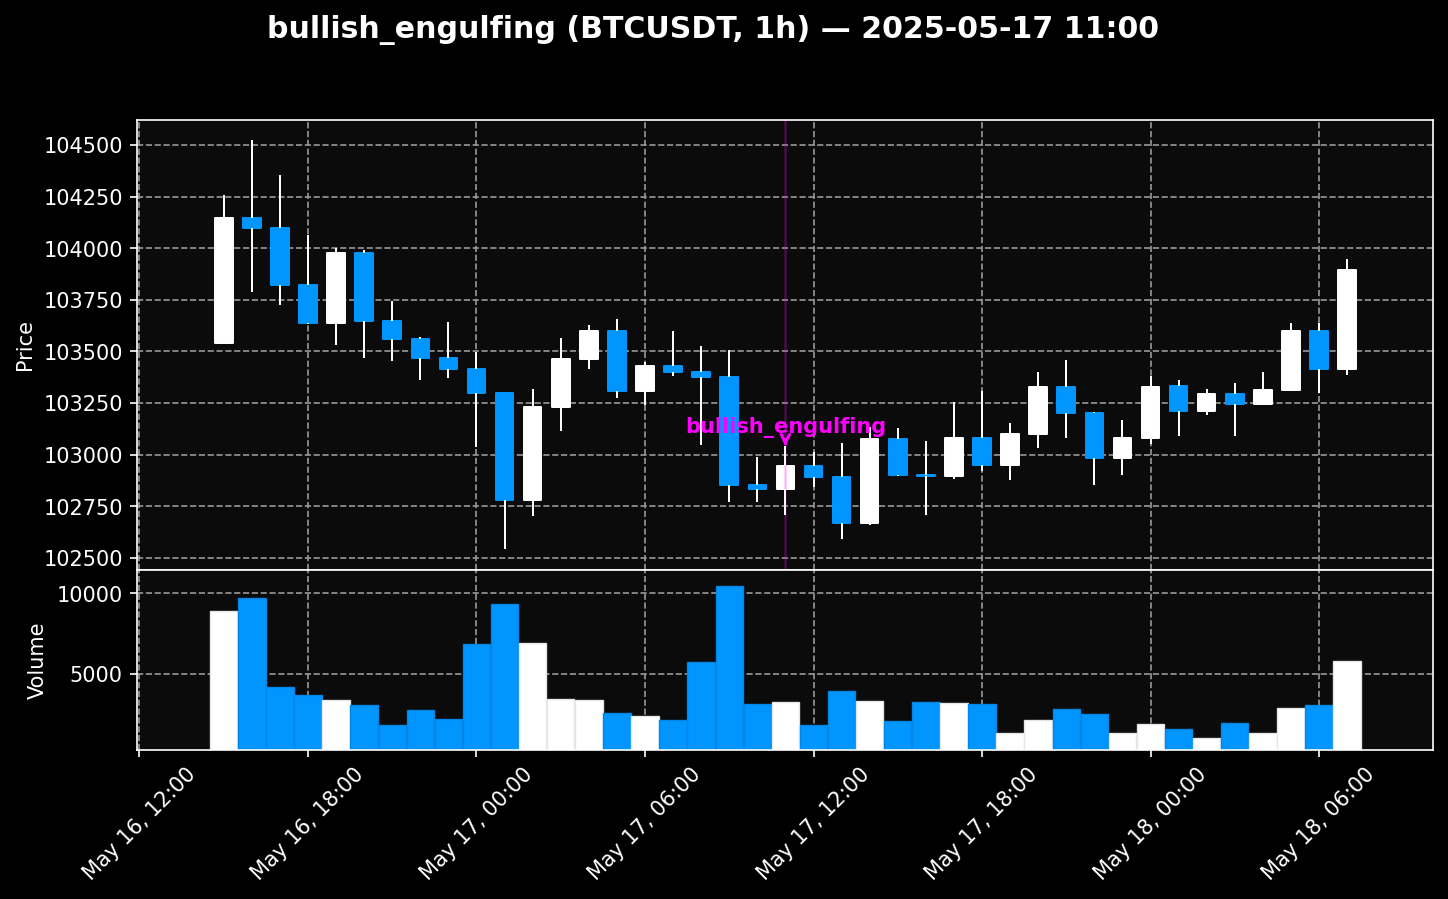 bullish_engulfing (BTCUSDT, 1h) — 2025-05-17 11:00
104500
104250
104000
103750
103500
103250
103000
102750
102500
Price
bullish_engulfing
10000
5000
Volume
May 16, 12:00
May 16, 18:00
May 17, 00:00
May 17, 06:00
May 17, 12:00
May 17, 18:00
May 18, 00:00
May 18, 06:00